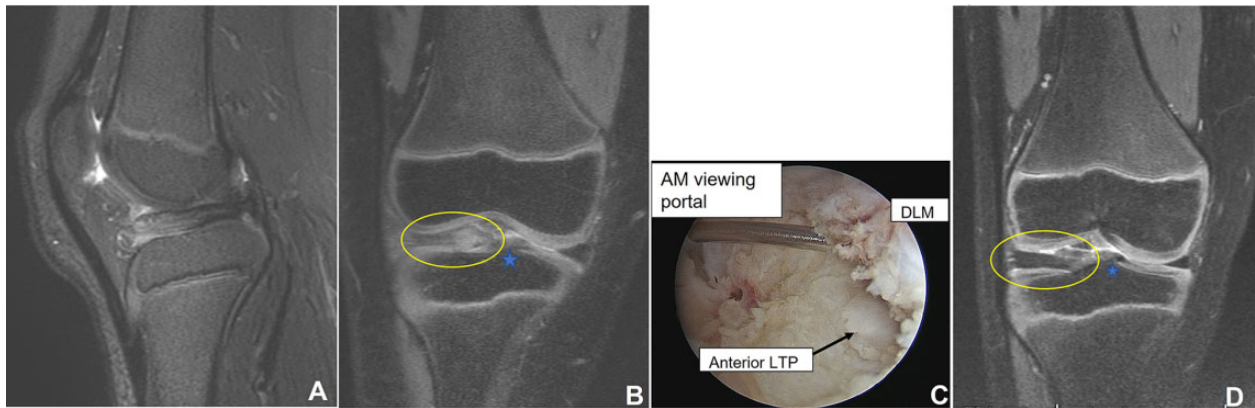 A
B
AM viewing
portal
DLM
Anterior LTP
C
D